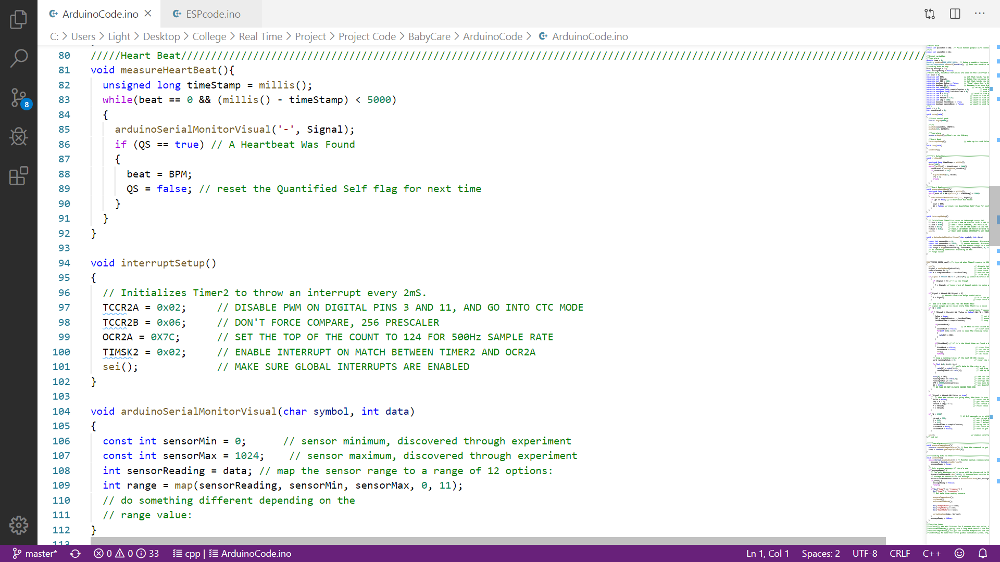 ArduinoCode.ino
ESPcode.ino
C: > Users > Light > Desktop > College > Real Time > Project > Project Code > BabyCare > ArduinoCode > ArduinoCode.ino
80 /////Heart Beat////////////////////////////////////////////////////////////////////////////////////////////////////////////////////////////
81 void measureHeartBeat(){
82 unsigned long timeStamp = millis();
83 while(beat == 0 && (millis() - timeStamp) < 5000)
84 {
85 arduinoSerialMonitorVisual('-', Signal);
86 if (QS == true) // A Heartbeat Was Found
87 {
88 beat = BPM;
89 QS = false; // reset the Quantified Self flag for next time
90 }
91 }
92 }
93
94 void interruptSetup()
95 {
96 // Initializes Timer2 to throw an interrupt every 2mS.
97 TCCR2A = 0x02; // DISABLE PWM ON DIGITAL PINS 3 AND 11, AND GO INTO CTC MODE
98 TCCR2B = 0x06; // DON'T FORCE COMPARE, 256 PRESCALER
99 OCR2A = 0X7C; // SET THE TOP OF THE COUNT TO 124 FOR 500Hz SAMPLE RATE
100 TIMSK2 = 0x02; // ENABLE INTERRUPT ON MATCH BETWEEN TIMER2 AND OCR2A
101 sei(); // MAKE SURE GLOBAL INTERRUPTS ARE ENABLED
102 }
103
104 void arduinoSerialMonitorVisual(char symbol, int data)
105 {
106 const int sensorMin = 0; // sensor minimum, discovered through experiment
107 const int sensorMax = 1024; // sensor maximum, discovered through experiment
108 int sensorReading = data; // map the sensor range to a range of 12 options:
109 int range = map(sensorReading, sensorMin, sensorMax, 0, 11);
110 // do something different depending on the
111 // range value:
112 }
113
8
master* 0 0 33 cpp | ArduinoCode.ino Ln 1, Col 1 Spaces: 2 UTF-8 CRLF C++